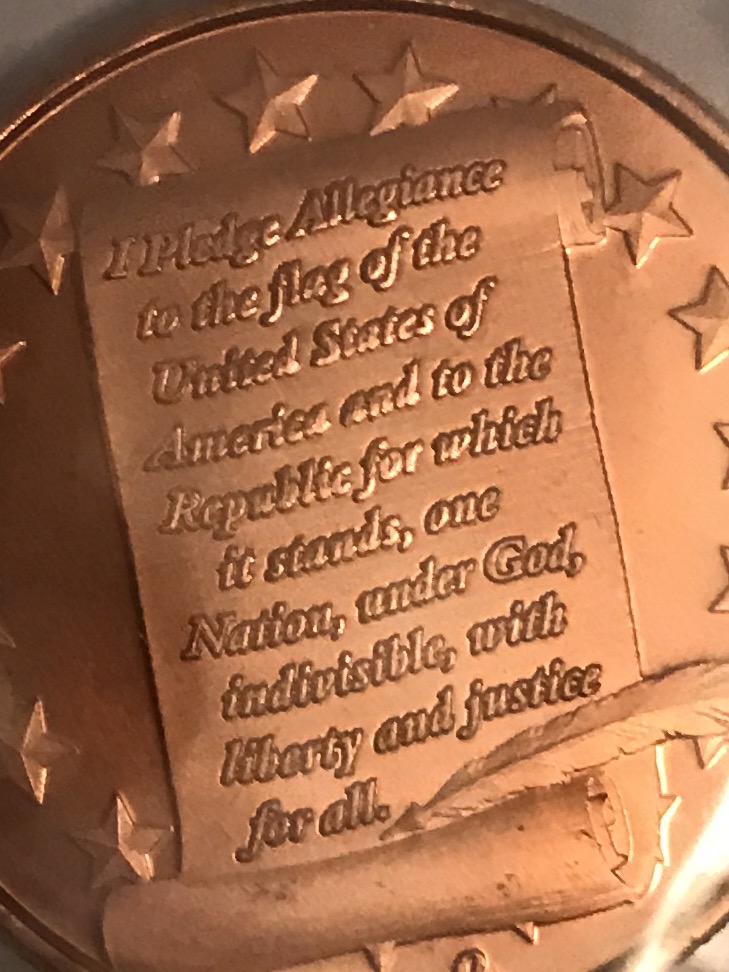 I Pledge Allegiance
to the flag of the
United States of
America and to the
Republic for which
it stands, one
Nation, under God,
indivisible, with
liberty and justice
for all.